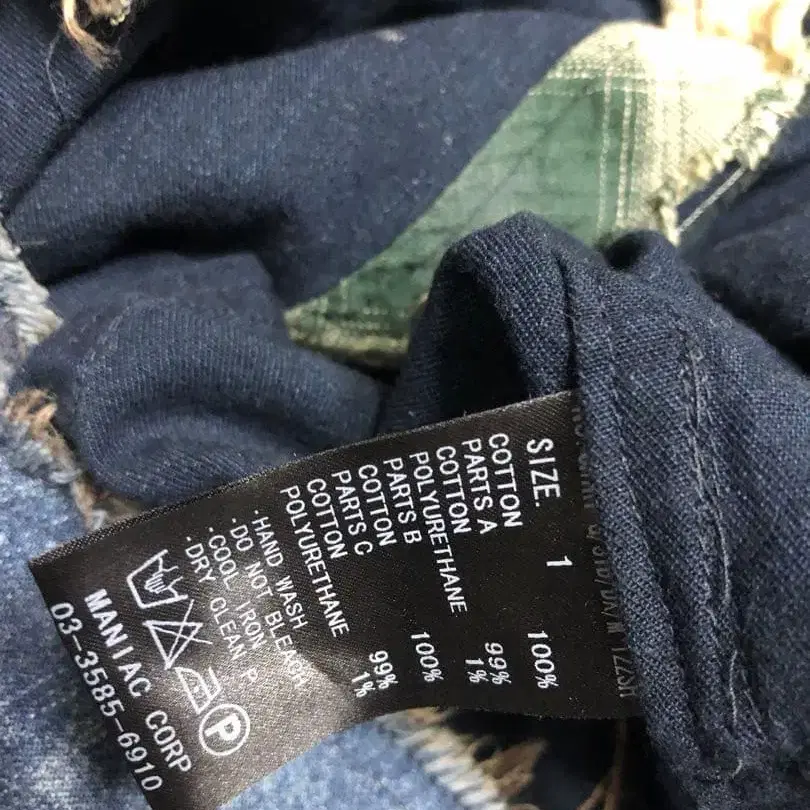 SIZE. 1
COTTON 100%
PARTS A
COTTON 99%
POLYURETHANE 1%
PARTS B
COTTON 100%
PARTS C
COTTON 99%
POLYURETHANE 1%
·HAND WASH
·DO NOT BLEACH
·COOL IRON
·DRY CLEAN P
P
MANIAC CORP
03-3585-6910